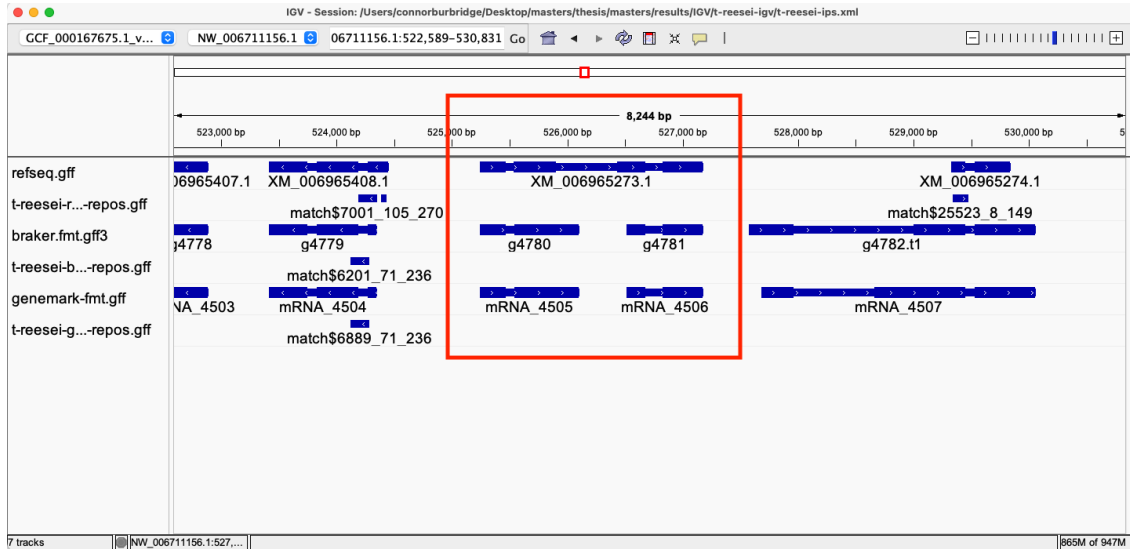 IGV - Session: /Users/connorburbridge/Desktop/masters/thesis/masters/results/IGV/t-reesei-igv/t-reesei-ips.xml
GCF_000167675.1_v... NW_006711156.1 06711156.1:522,589-530,831 Go
8,244 bp
523,000 bp 524,000 bp 525,000 bp 526,000 bp 527,000 bp 528,000 bp 529,000 bp 530,000 bp 5
refseq.gff
06965407.1 XM_006965408.1 XM_006965273.1 XM_006965274.1
t-reesei-r...-repos.gff
match$7001_105_270 match$25523_8_149
braker.fmt.gff3
g4778 g4779 g4780 g4781 g4782.t1
t-reesei-b...-repos.gff
match$6201_71_236
genemark-fmt.gff
NA_4503 mRNA_4504 mRNA_4505 mRNA_4506 mRNA_4507
t-reesei-g...-repos.gff
match$6889_71_236
7 tracks NW_006711156.1:527,... 865M of 947M